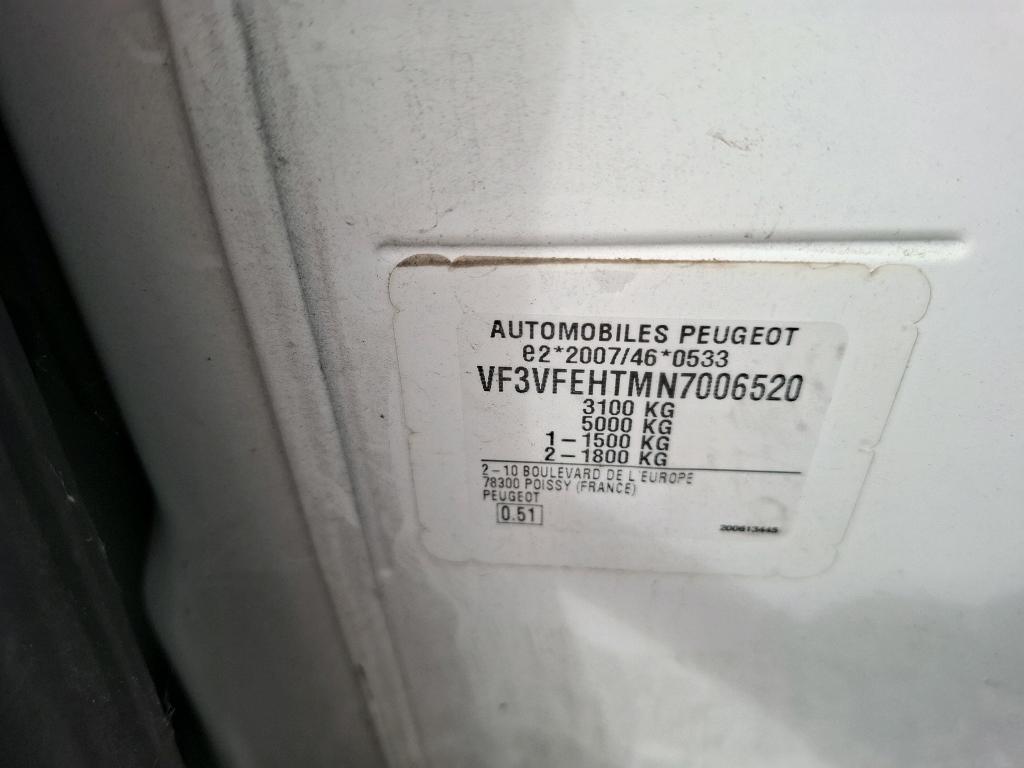 AUTOMOBILES PEUGEOT
e2*2007/46*0533
VF3VFEHTMN7006520
3100 KG
5000 KG
1-1500 KG
2-1800 KG
2-10 BOULEVARD DE L'EUROPE
78300 POISSY (FRANCE)
PEUGEOT
0.51
200613445